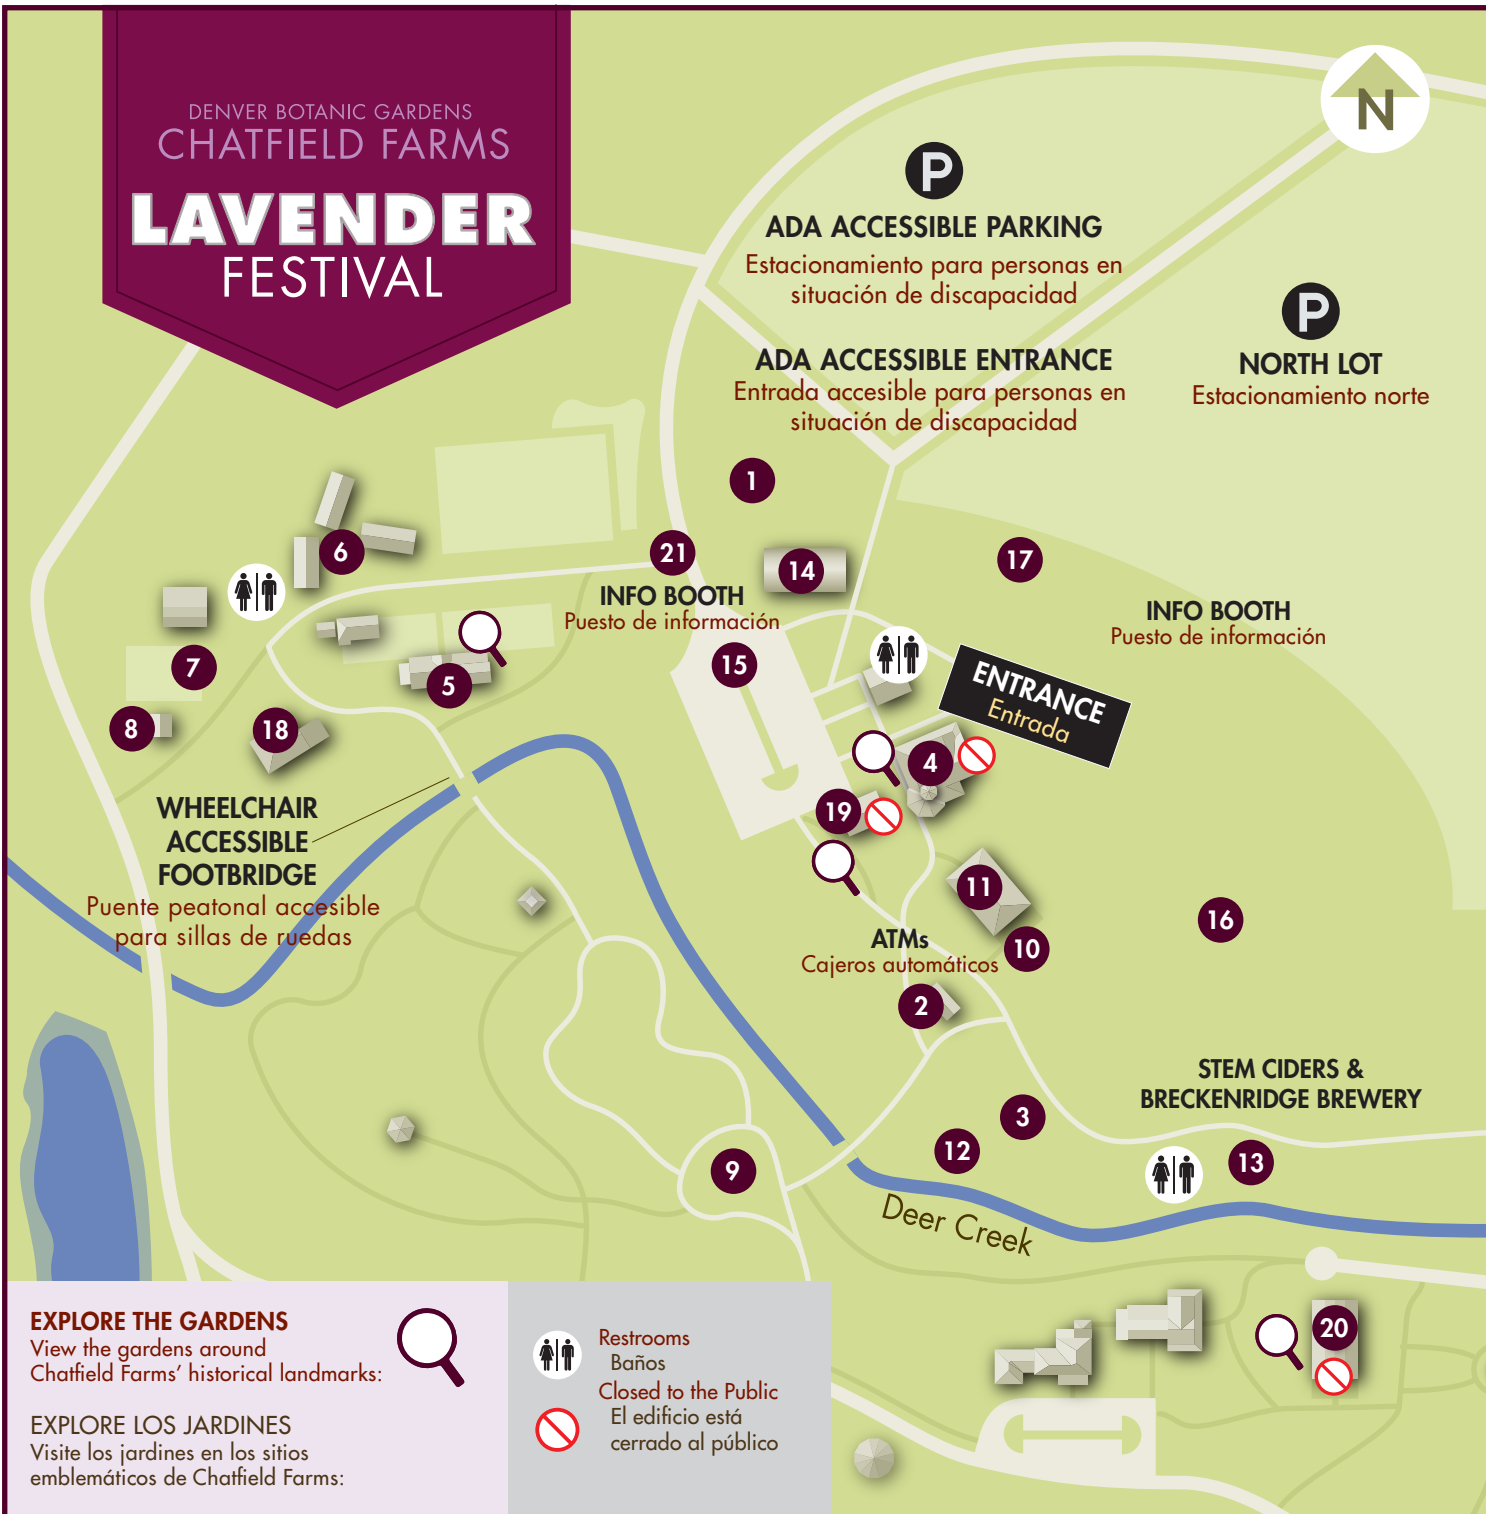 DENVER BOTANIC GARDENS
CHATFIELD FARMS
LAVENDER
FESTIVAL
N
P
ADA ACCESSIBLE PARKING
Estacionamiento para personas en
situación de discapacidad
P
NORTH LOT
Estacionamiento norte
ADA ACCESSIBLE ENTRANCE
Entrada accesible para personas en
situación de discapacidad
1
6
21
14
17
INFO BOOTH
Puesto de información
INFO BOOTH
Puesto de información
7
5
15
ENTRANCE
Entrada
8
18
4
19
WHEELCHAIR
ACCESSIBLE
FOOTBRIDGE
Puente peatonal accesible
para sillas de ruedas
11
16
ATMs
Cajeros automáticos
10
2
STEM CIDERS &
BRECKENRIDGE BREWERY
3
12
13
9
Deer Creek
20
EXPLORE THE GARDENS
View the gardens around
Chatfield Farms' historical landmarks:
EXPLORE LOS JARDINES
Visite los jardines en los sitios
emblemáticos de Chatfield Farms:
Restrooms
Baños
Closed to the Public
El edificio está
cerrado al público